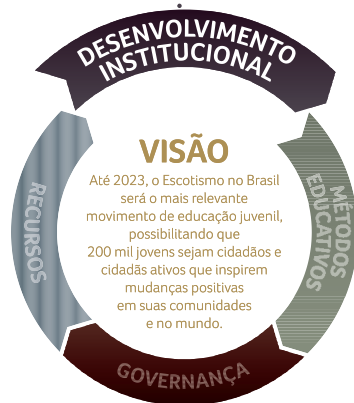 DESENVOLVIMENTO
INSTITUCIONAL
VISÃO
Até 2023, o Escotismo no Brasil
será o mais relevante
movimento de educação juvenil,
possibilitando que
200 mil jovens sejam cidadãos e
cidadãs ativos que inspirem
mudanças positivas
em suas comunidades
e no mundo.
MÉTODOS
EDUCATIVOS
GOVERNANÇA
RECURSOS